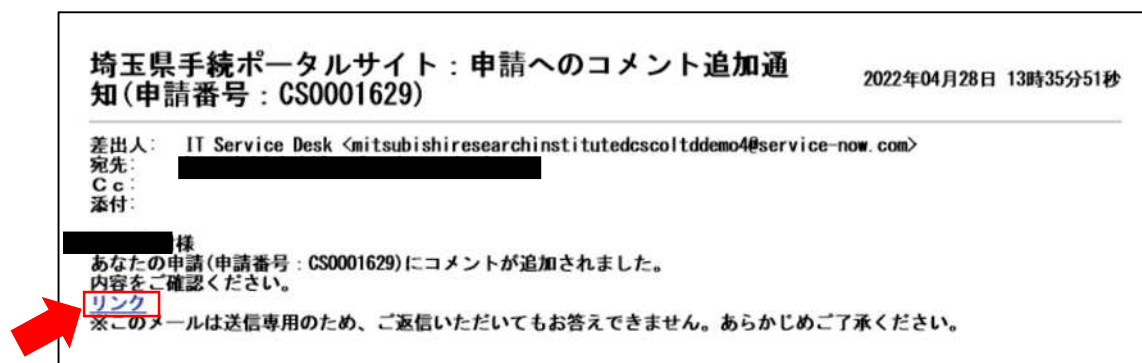 埼玉県手続ポータルサイト：申請へのコメント追加通
知(申請番号：CS0001629)
2022年04月28日 13時35分51秒
差出人： IT Service Desk <mitsubishiresearchinstitutedcscoltddemo4@service-now.com>
宛先：
Ｃｃ：
添付：
様
あなたの申請(申請番号：CS0001629)にコメントが追加されました。
内容をご確認ください。
リンク
※このメールは送信専用のため、ご返信いただいてもお答えできません。あらかじめご了承ください。